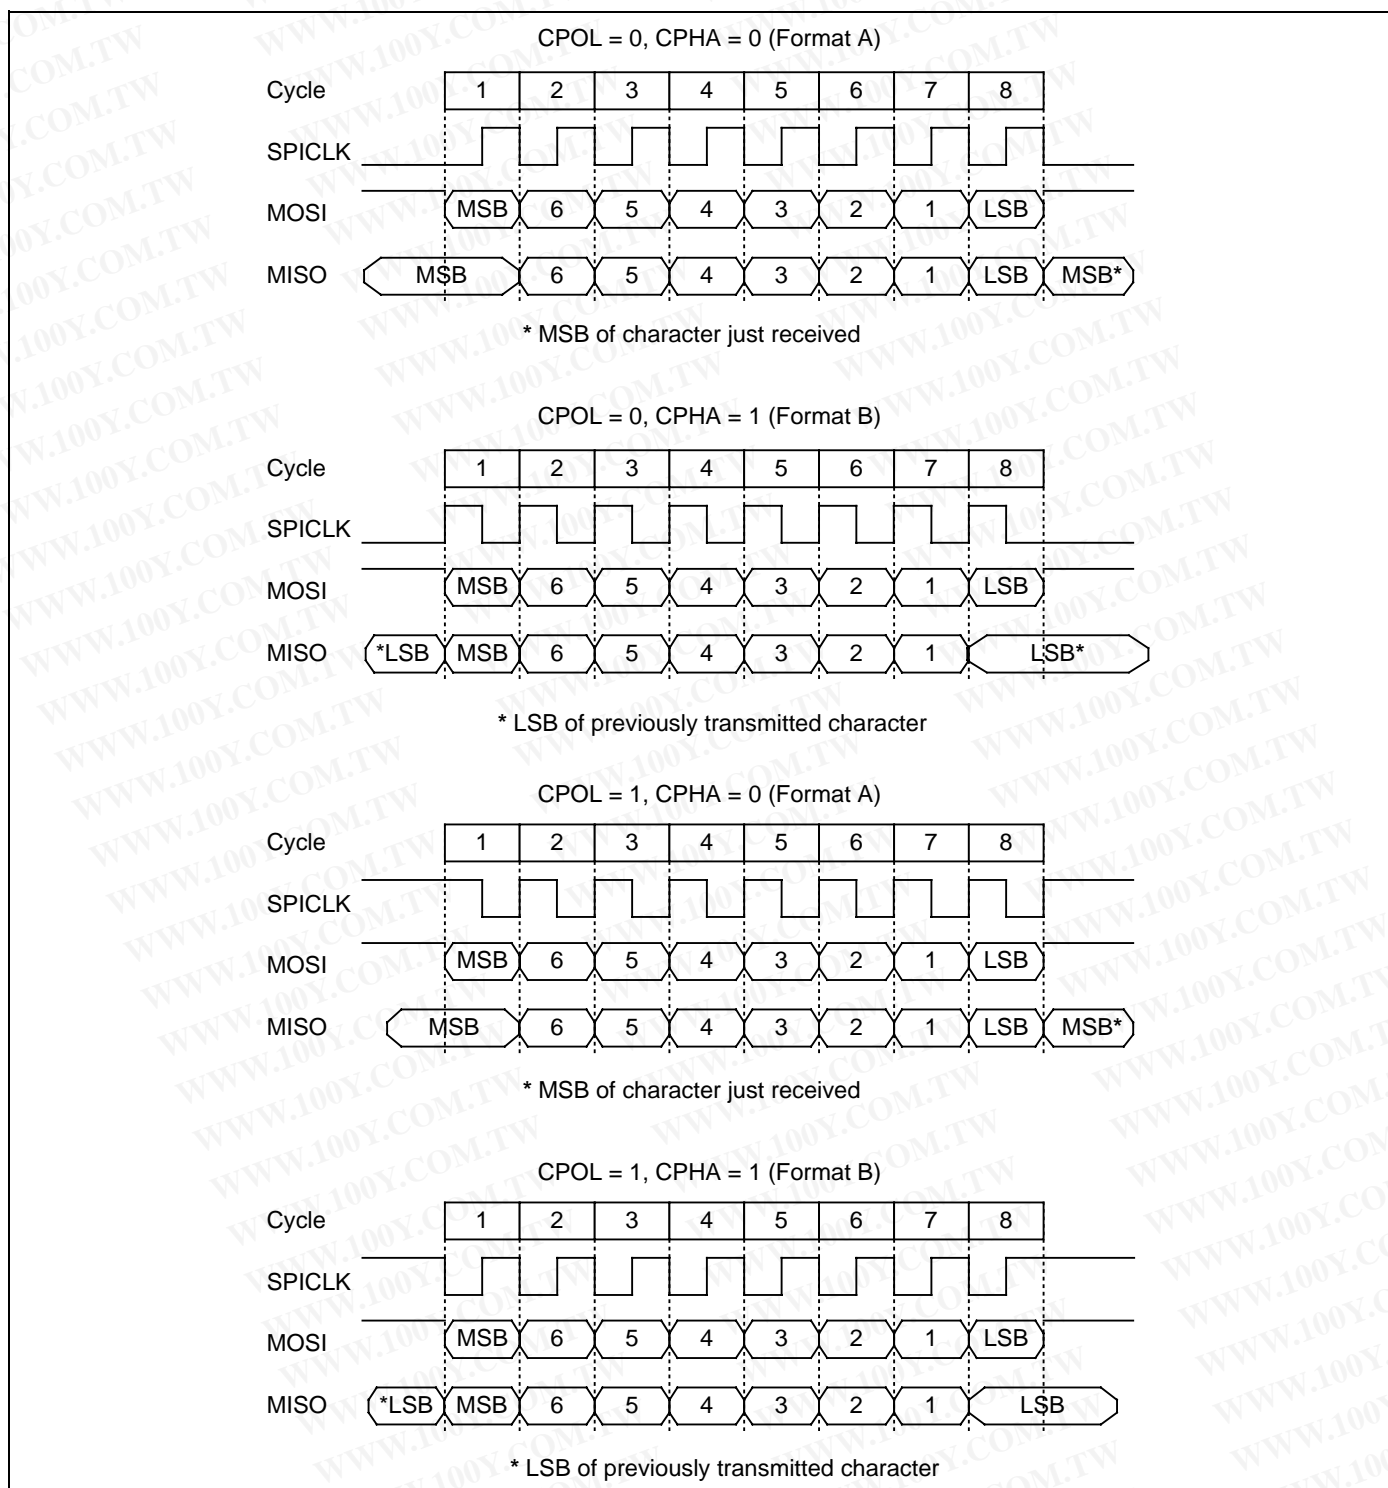 CPOL = 0, CPHA = 0 (Format A)
Cycle 1 2 3 4 5 6 7 8
SPICLK
MOSI MSB 6 5 4 3 2 1 LSB
MISO MSB 6 5 4 3 2 1 LSB MSB*
* MSB of character just received
CPOL = 0, CPHA = 1 (Format B)
Cycle 1 2 3 4 5 6 7 8
SPICLK
MOSI MSB 6 5 4 3 2 1 LSB
MISO *LSB MSB 6 5 4 3 2 1 LSB*
* LSB of previously transmitted character
CPOL = 1, CPHA = 0 (Format A)
Cycle 1 2 3 4 5 6 7 8
SPICLK
MOSI MSB 6 5 4 3 2 1 LSB
MISO MSB 6 5 4 3 2 1 LSB MSB*
* MSB of character just received
CPOL = 1, CPHA = 1 (Format B)
Cycle 1 2 3 4 5 6 7 8
SPICLK
MOSI MSB 6 5 4 3 2 1 LSB
MISO *LSB MSB 6 5 4 3 2 1 LSB
* LSB of previously transmitted character
WWW.100Y.COM.TW